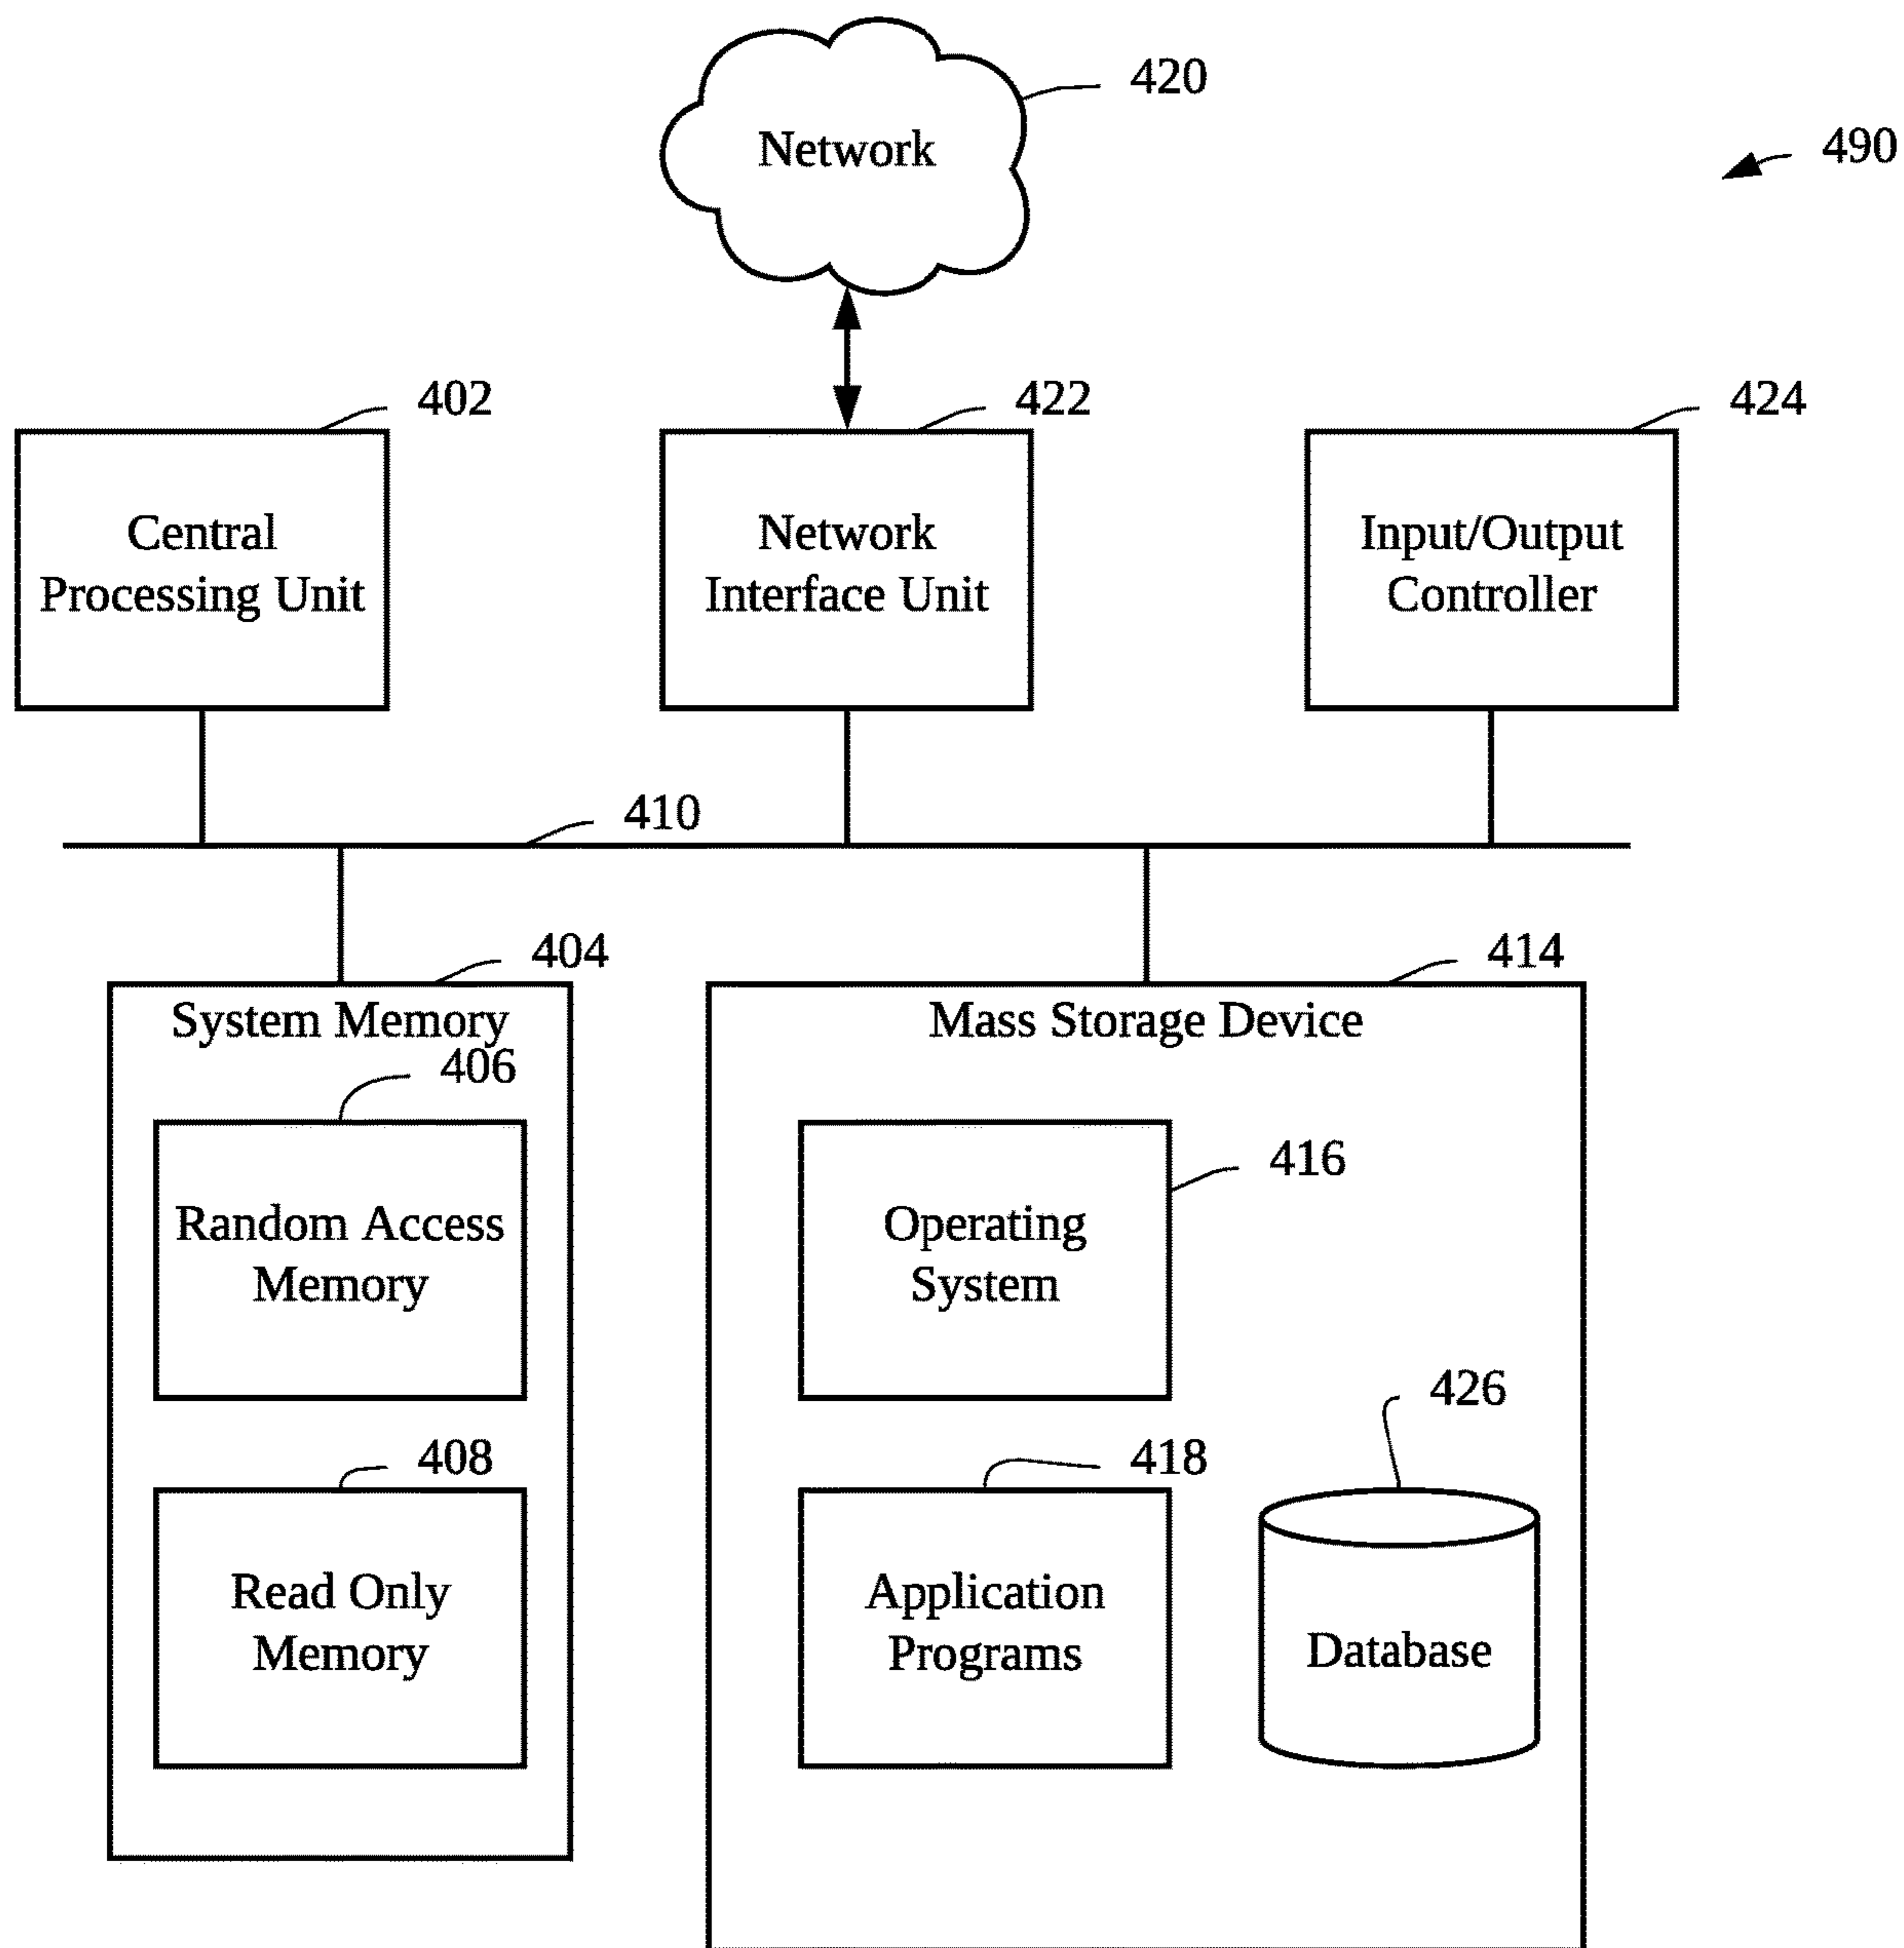 420
Network
490
402
422
424
Central
Processing Unit
Network
Interface Unit
Input/Output
Controller
410
404
414
System Memory
Mass Storage Device
406
Random Access
Memory
416
Operating
System
426
408
418
Read Only
Memory
Application
Programs
Database